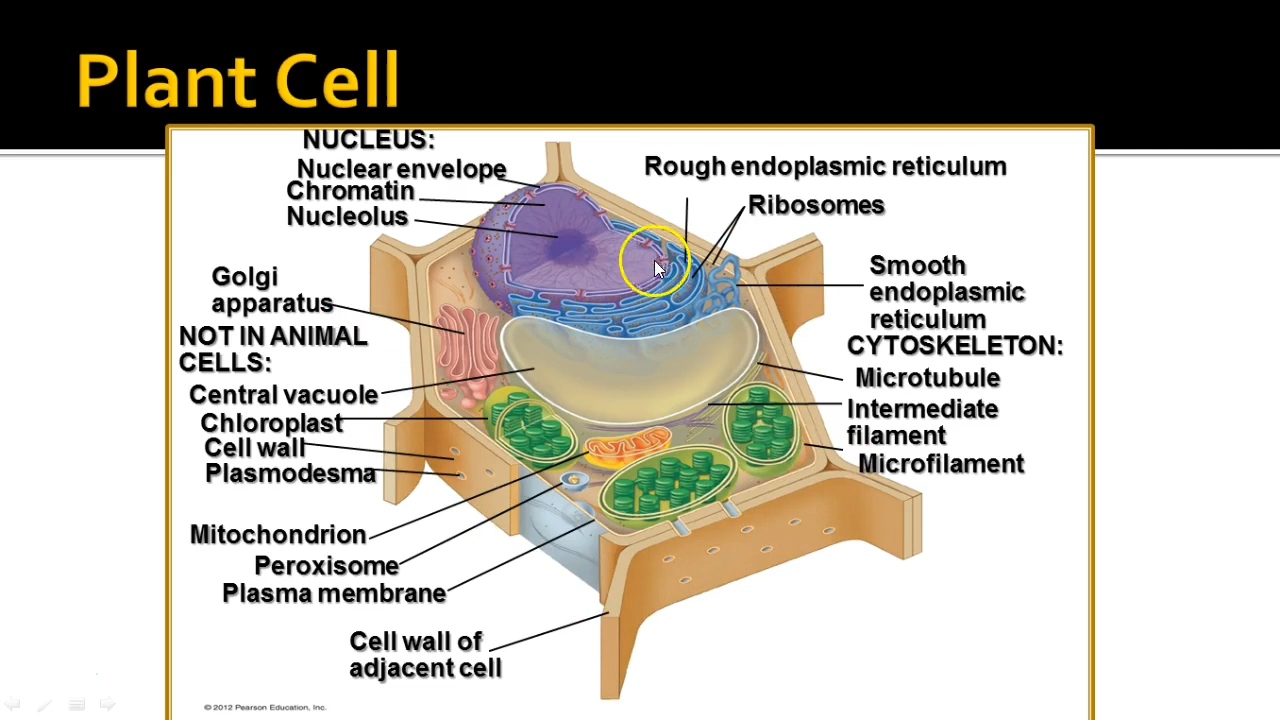 Plant Cell
NUCLEUS:
Nuclear envelope
Chromatin
Nucleolus
Rough endoplasmic reticulum
Ribosomes
Golgi
apparatus
NOT IN ANIMAL
CELLS:
Central vacuole
Chloroplast
Cell wall
Plasmodesma
Smooth
endoplasmic
reticulum
CYTOSKELETON:
Microtubule
Intermediate
filament
Microfilament
Mitochondrion
Peroxisome
Plasma membrane
Cell wall of
adjacent cell
© 2012 Pearson Education, Inc.